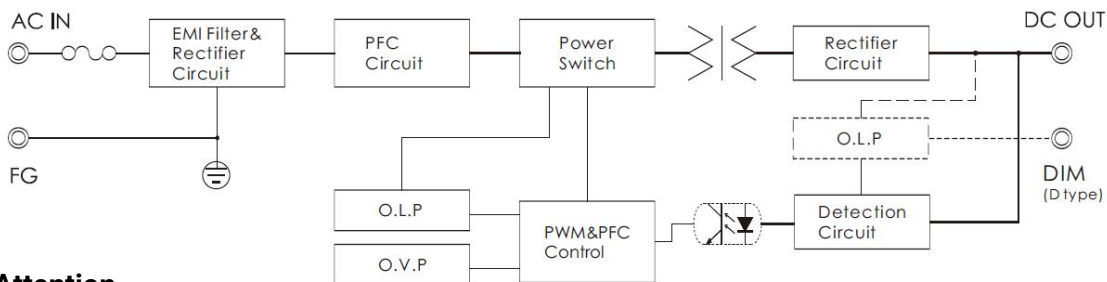 AC IN
EMI Filter&
Rectifier
Circuit
PFC
Circuit
Power
Switch
Rectifier
Circuit
DC OUT
FG
O.L.P
DIM
(D type)
O.L.P
PWM&PFC
Control
Detection
Circuit
O.V.P
Attention